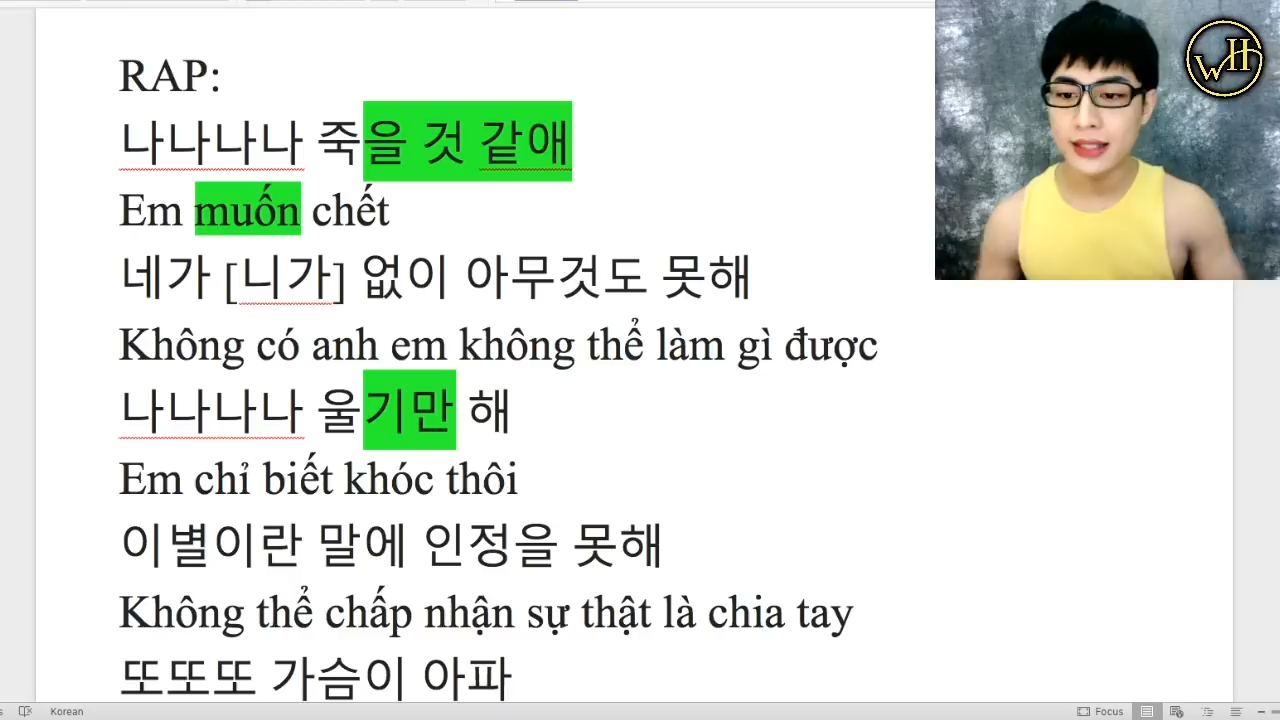 RAP:
나나나나 죽을 것 같애
Em muốn chết
네가 [니가] 없이 아무것도 못해
Không có anh em không thể làm gì được
나나나나 울기만 해
Em chỉ biết khóc thôi
이별이란 말에 인정을 못해
Không thể chấp nhận sự thật là chia tay
또또또 가슴이 아파
WH
s Korean Focus